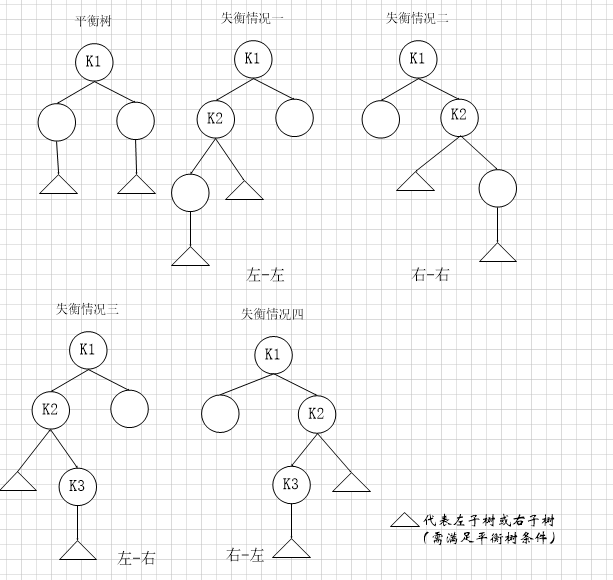 平衡树
失衡情况一
失衡情况二
K1
K1
K1
K2
K2
左-左
右-右
失衡情况三
失衡情况四
K1
K1
K2
K2
K3
K3
左-右
右-左
代表左子树或右子树
(需满足平衡树条件)